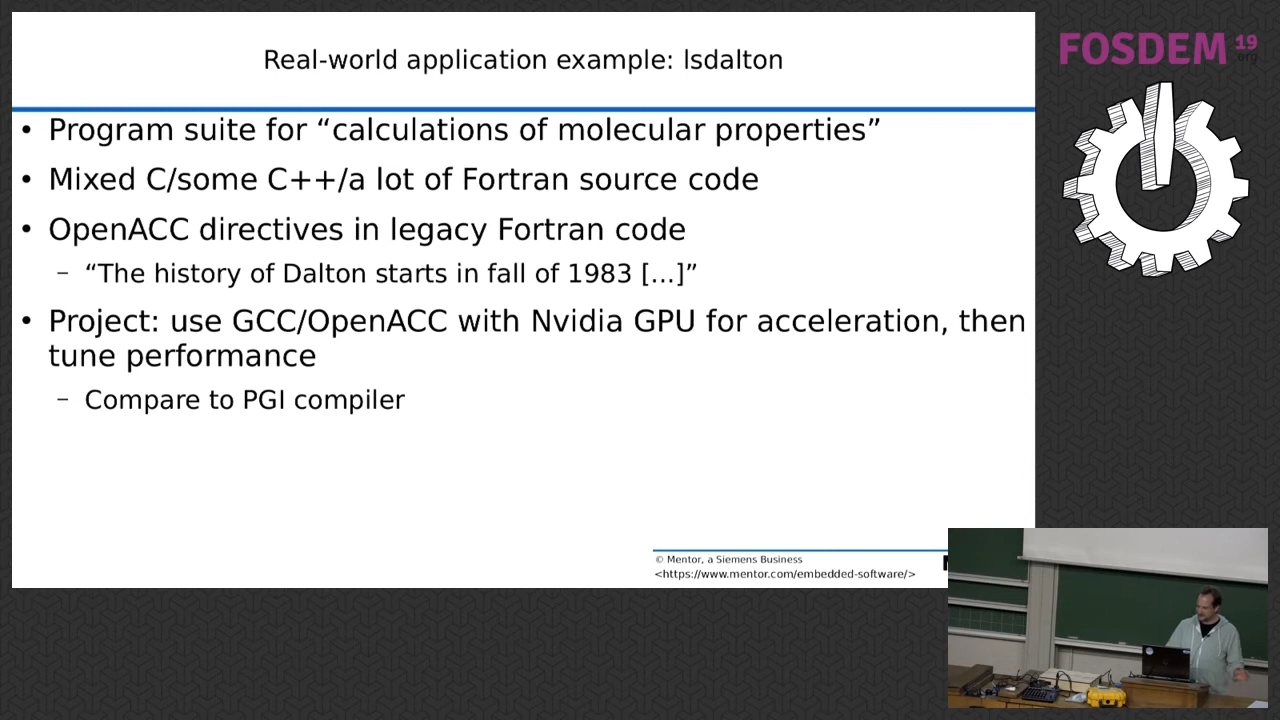 Real-world application example: lsdalton
• Program suite for “calculations of molecular properties”
• Mixed C/some C++/a lot of Fortran source code
• OpenACC directives in legacy Fortran code
– “The history of Dalton starts in fall of 1983 [...]”
• Project: use GCC/OpenACC with Nvidia GPU for acceleration, then
tune performance
– Compare to PGI compiler
© Mentor, a Siemens Business
<https://www.mentor.com/embedded-software/>
FOSDEM 19
.org